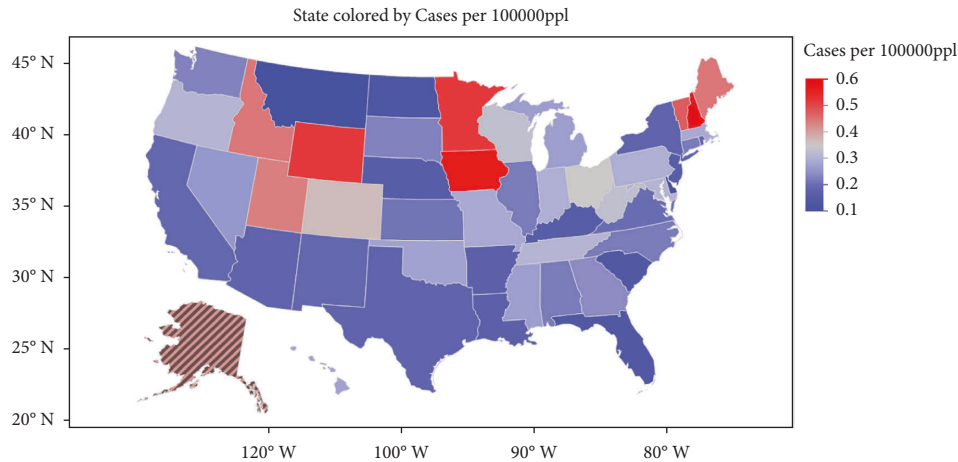 State colored by Cases per 100000ppl
45° N
40° N
35° N
30° N
25° N
20° N
120° W
100° W
90° W
80° W
Cases per 100000ppl
0.6
0.5
0.4
0.3
0.2
0.1